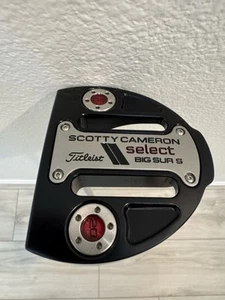 SCOTTY CAMERON
select
Titleist
BIG SUR S